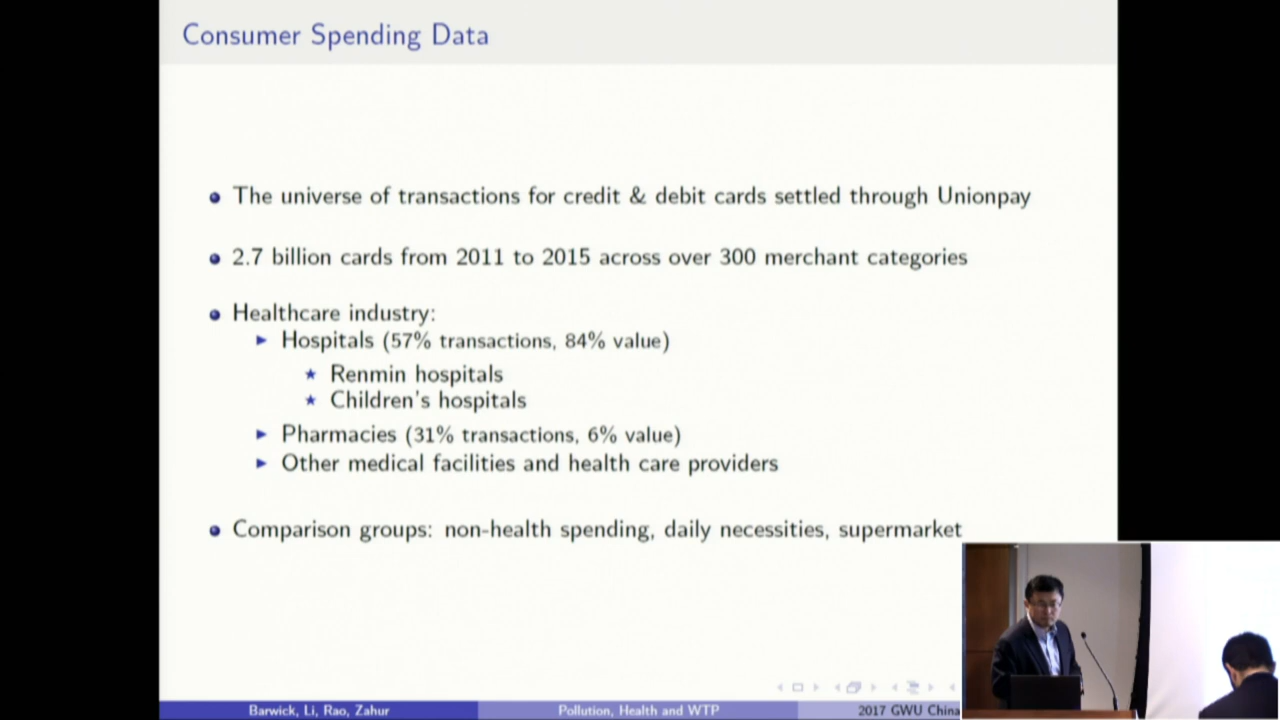 Consumer Spending Data
The universe of transactions for credit & debit cards settled through Unionpay
2.7 billion cards from 2011 to 2015 across over 300 merchant categories
Healthcare industry:
Hospitals (57% transactions, 84% value)
Renmin hospitals
Children's hospitals
Pharmacies (31% transactions, 6% value)
Other medical facilities and health care providers
Comparison groups: non-health spending, daily necessities, supermarket
Barwick, Li, Rao, Zahur
Pollution, Health and WTP
2017 GWU China